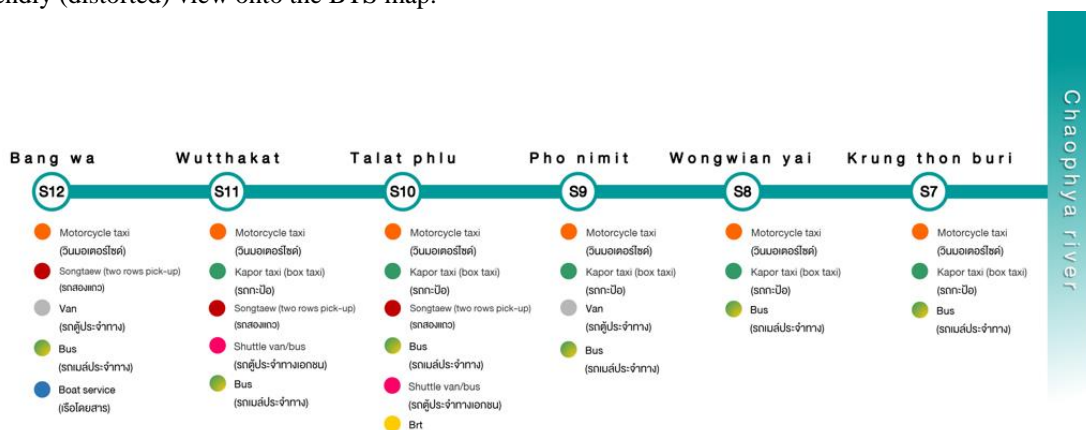 (distorted) view onto the BTS map.
Bang wa
Wutthakat
Talat phlu
Pho nimit
Wongwian yai
Krung thon buri
S12
S11
S10
S9
S8
S7
Motorcycle taxi
(วินมอเตอร์ไซค์)
Songtaew (two rows pick-up)
(รถสองแถว)
Van
(รถตู้ประจำทาง)
Bus
(รถเมล์ประจำทาง)
Boat service
(เรือโดยสาร)
Motorcycle taxi
(วินมอเตอร์ไซค์)
Kapor taxi (box taxi)
(รถกะป๊อ)
Songtaew (two rows pick-up)
(รถสองแถว)
Shuttle van/bus
(รถตู้ประจำทางเอกชน)
Bus
(รถเมล์ประจำทาง)
Motorcycle taxi
(วินมอเตอร์ไซค์)
Kapor taxi (box taxi)
(รถกะป๊อ)
Songtaew (two rows pick-up)
(รถสองแถว)
Bus
(รถเมล์ประจำทาง)
Shuttle van/bus
(รถตู้ประจำทางเอกชน)
Brt
Motorcycle taxi
(วินมอเตอร์ไซค์)
Kapor taxi (box taxi)
(รถกะป๊อ)
Van
(รถตู้ประจำทาง)
Bus
(รถเมล์ประจำทาง)
Motorcycle taxi
(วินมอเตอร์ไซค์)
Kapor taxi (box taxi)
(รถกะป๊อ)
Bus
(รถเมล์ประจำทาง)
Motorcycle taxi
(วินมอเตอร์ไซค์)
Kapor taxi (box taxi)
(รถกะป๊อ)
Bus
(รถเมล์ประจำทาง)
Chaophya river